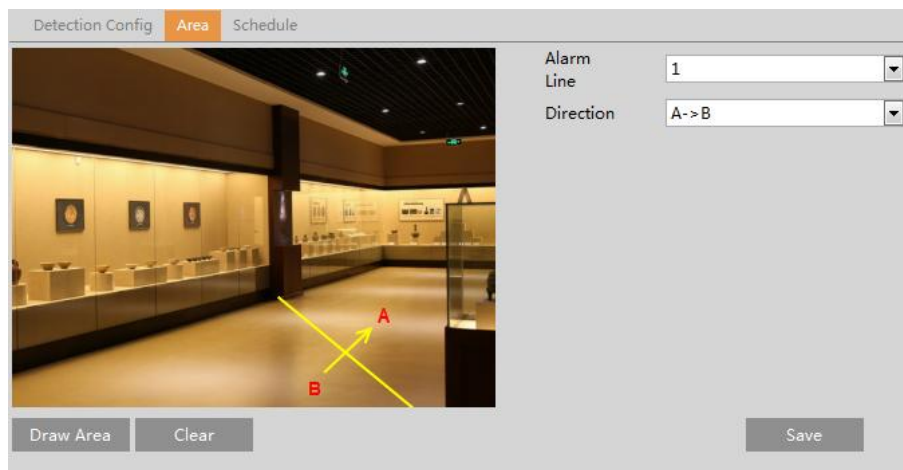 Detection Config Area Schedule
Alarm
Line
1
Direction
A->B
A
B
Draw Area Clear Save